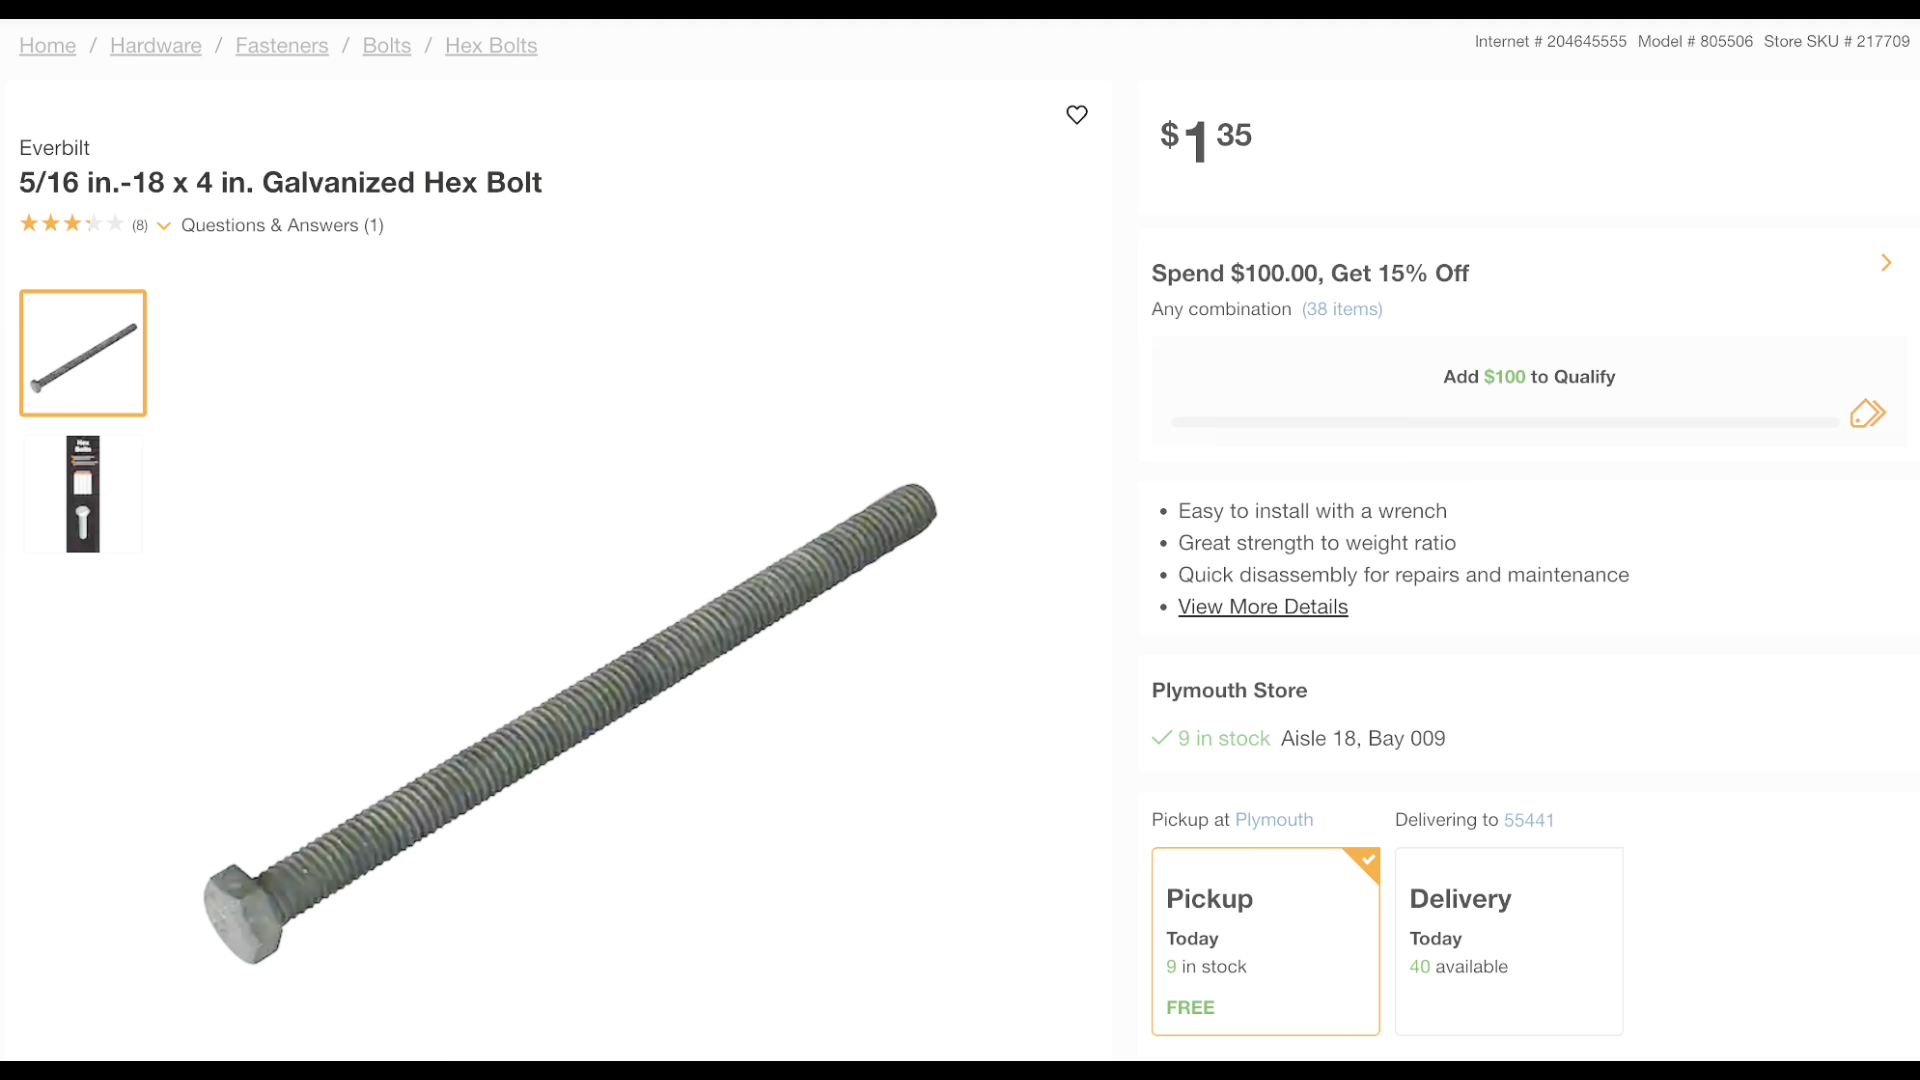 Home / Hardware / Fasteners / Bolts / Hex Bolts
Internet # 204645555 Model # 805506 Store SKU # 217709
Everbilt
5/16 in.-18 x 4 in. Galvanized Hex Bolt
(8) Questions & Answers (1)
Hex
Bolts
$1 35
Spend $100.00, Get 15% Off
Any combination (38 items)
Add $100 to Qualify
• Easy to install with a wrench
• Great strength to weight ratio
• Quick disassembly for repairs and maintenance
• View More Details
Plymouth Store
9 in stock Aisle 18, Bay 009
Pickup at Plymouth
Pickup
Today
9 in stock
FREE
Delivering to 55441
Delivery
Today
40 available